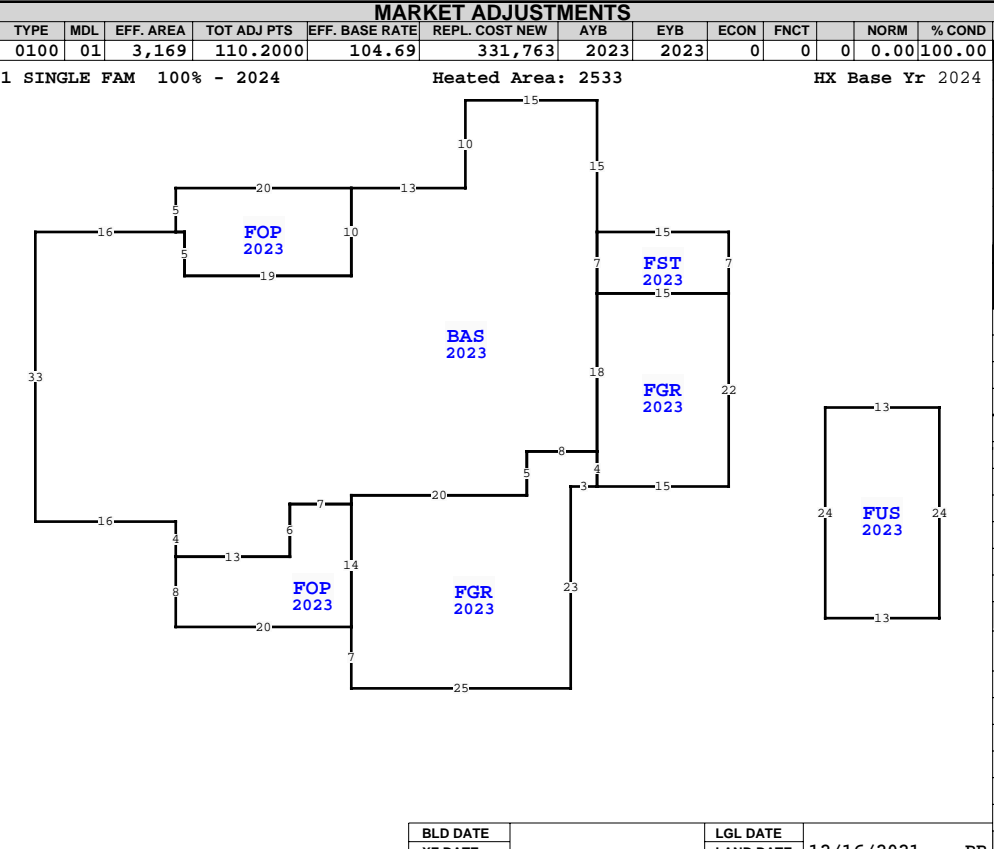 MARKET ADJUSTMENTS
TYPE MDL EFF. AREA TOT ADJ PTS EFF. BASE RATE REPL. COST NEW AYB EYB ECON FNCT NORM % COND
0100 01 3,169 110.2000 104.69 331,763 2023 2023 0 0 0 0.00 100.00
1 SINGLE FAM 100% - 2024 Heated Area: 2533 HX Base Yr 2024
15
10
15
20 13
5
16 FOP 10 15
2023
5 7 FST 7
2023
19
15
BAS
2023
33 18 FGR 22
2023
13
8
5 4
20 3 15
7
16 24 FUS 24
2023
6
4
13 14
8 FOP FGR 23
2023 2023
20
13
7
25
BLD DATE LGL DATE